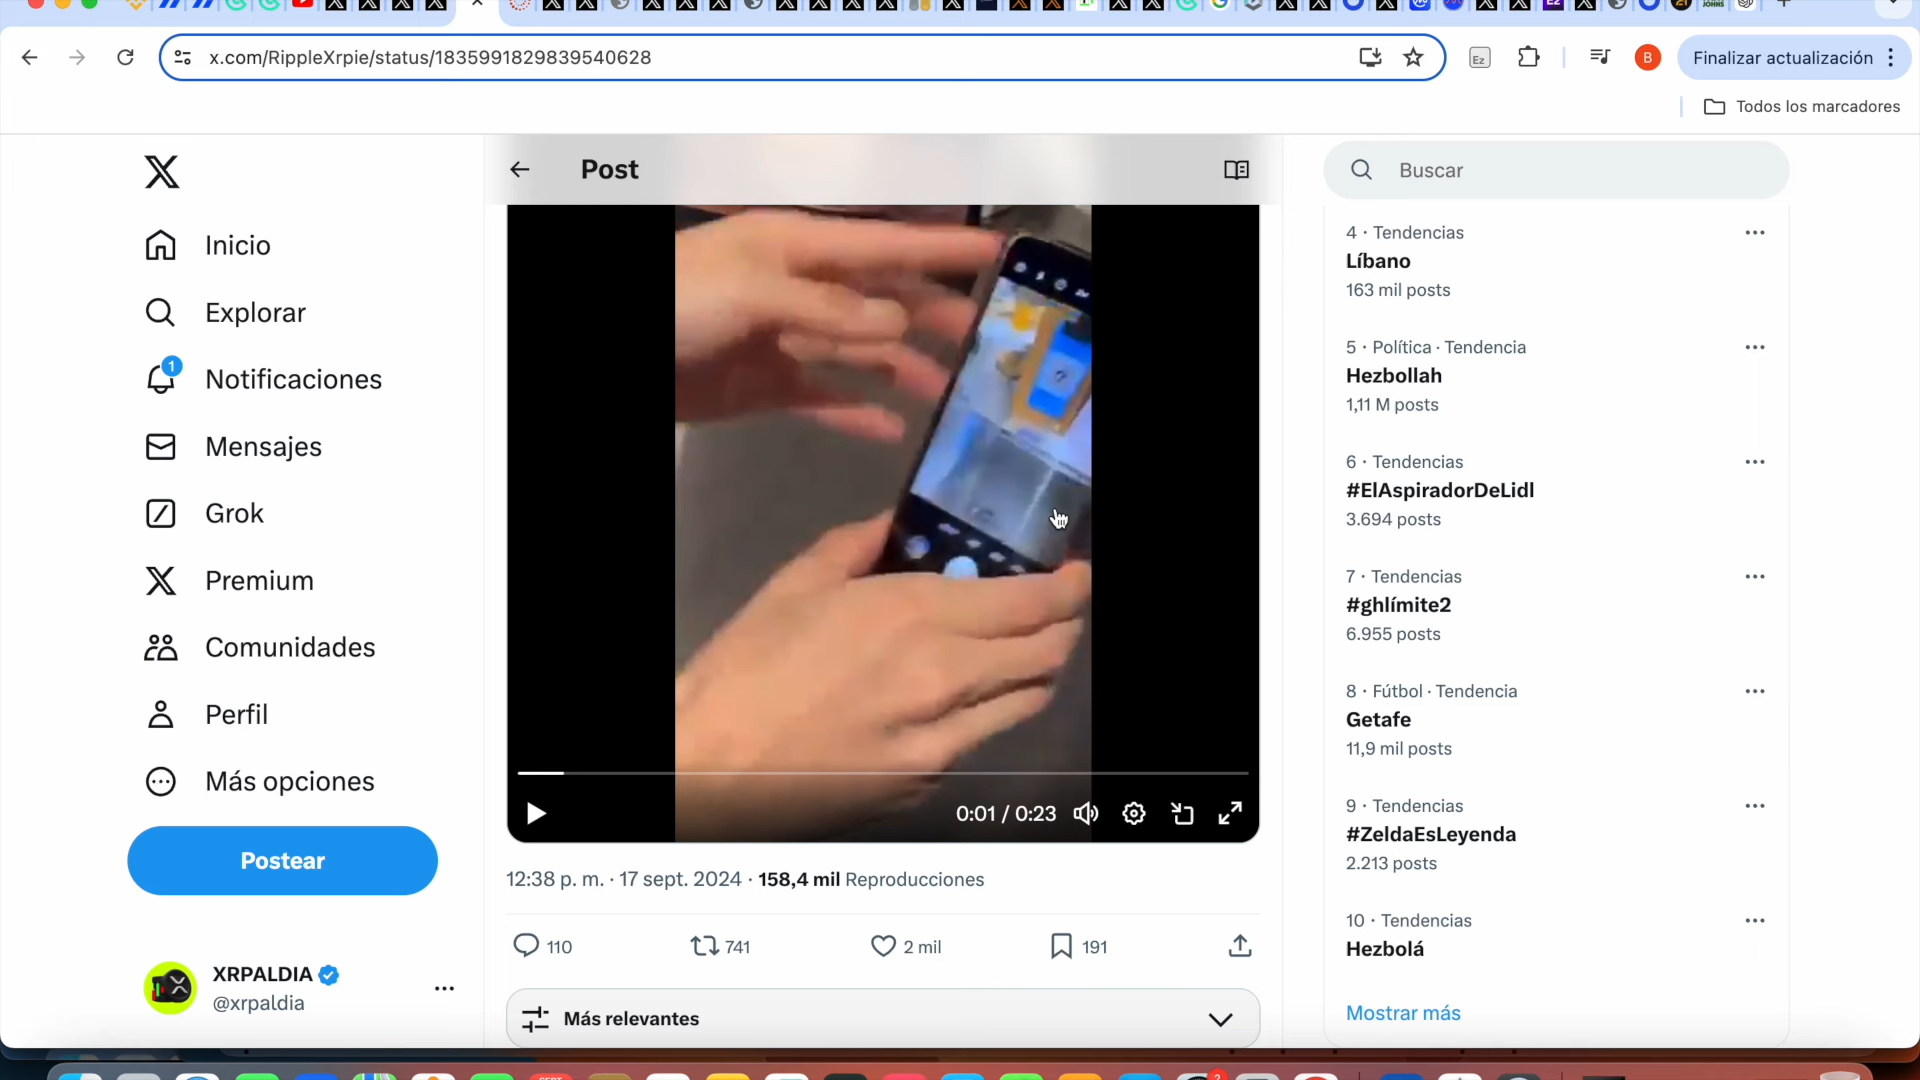 x.com/RippleXrpie/status/1835991829839540628
Ez
B
Finalizar actualización
Todos los marcadores
Post
Buscar
Inicio
Explorar
1
Notificaciones
Mensajes
Grok
Premium
Comunidades
Perfil
Más opciones
Postear
XRPALDIA
@xrpaldia
0:01 / 0:23
12:38 p. m. · 17 sept. 2024 · 158,4 mil Reproducciones
110
741
2 mil
191
Más relevantes
4 · Tendencias
Líbano
163 mil posts
5 · Política · Tendencia
Hezbollah
1,11 M posts
6 · Tendencias
#ElAspiradorDeLidl
3.694 posts
7 · Tendencias
#ghlímite2
6.955 posts
8 · Fútbol · Tendencia
Getafe
11,9 mil posts
9 · Tendencias
#ZeldaEsLeyenda
2.213 posts
10 · Tendencias
Hezbolá
Mostrar más
2